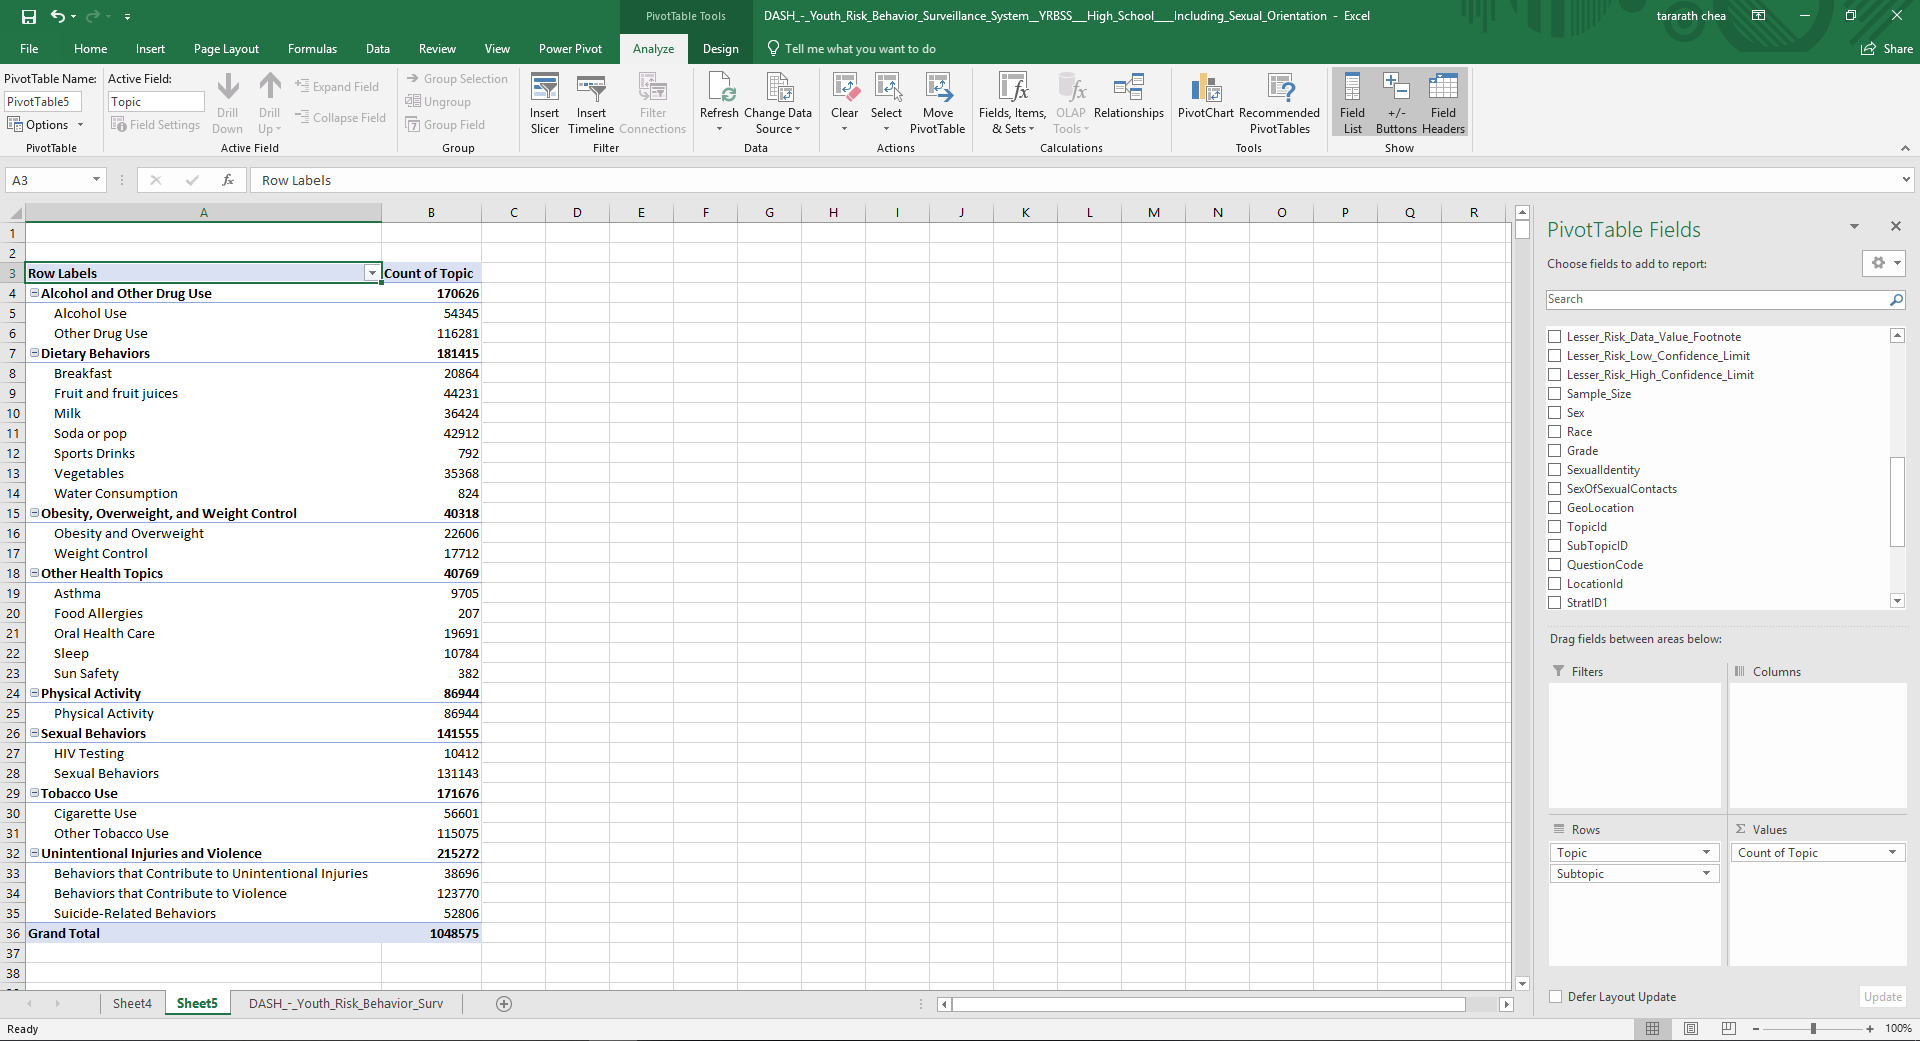 PivotTable Tools
DASH_-_Youth_Risk_Behavior_Surveillance_System__YRBSS___High_School___Including_Sexual_Orientation - Excel
tararath chea
File Home Insert Page Layout Formulas Data Review View Power Pivot Analyze Design Tell me what you want to do Share
PivotTable Name:
PivotTable5
Options
PivotTable
Active Field:
Topic
Field Settings
Drill Down
Drill Up
Expand Field
Collapse Field
Active Field
Group Selection
Ungroup
Group Field
Group
Insert Slicer
Insert Timeline
Filter Connections
Filter
Refresh
Change Data Source
Data
Clear
Select
Move PivotTable
Actions
Fields, Items, & Sets
OLAP Tools
Relationships
Calculations
PivotChart
Recommended PivotTables
Tools
Field List
+/- Buttons
Field Headers
Show
A3 fx Row Labels
A B C D E F G H I J K L M N O P Q R
1
2
3 Row Labels Count of Topic
4 Alcohol and Other Drug Use 170626
5 Alcohol Use 54345
6 Other Drug Use 116281
7 Dietary Behaviors 181415
8 Breakfast 20864
9 Fruit and fruit juices 44231
10 Milk 36424
11 Soda or pop 42912
12 Sports Drinks 792
13 Vegetables 35368
14 Water Consumption 824
15 Obesity, Overweight, and Weight Control 40318
16 Obesity and Overweight 22606
17 Weight Control 17712
18 Other Health Topics 40769
19 Asthma 9705
20 Food Allergies 207
21 Oral Health Care 19691
22 Sleep 10784
23 Sun Safety 382
24 Physical Activity 86944
25 Physical Activity 86944
26 Sexual Behaviors 141555
27 HIV Testing 10412
28 Sexual Behaviors 131143
29 Tobacco Use 171676
30 Cigarette Use 56601
31 Other Tobacco Use 115075
32 Unintentional Injuries and Violence 215272
33 Behaviors that Contribute to Unintentional Injuries 38696
34 Behaviors that Contribute to Violence 123770
35 Suicide-Related Behaviors 52806
36 Grand Total 1048575
37
38
PivotTable Fields
Choose fields to add to report:
Search
Lesser_Risk_Data_Value_Footnote
Lesser_Risk_Low_Confidence_Limit
Lesser_Risk_High_Confidence_Limit
Sample_Size
Sex
Race
Grade
SexualIdentity
SexOfSexualContacts
GeoLocation
TopicId
SubTopicID
QuestionCode
LocationId
StratID1
Drag fields between areas below:
Filters Columns
Rows Values
Topic Count of Topic
Subtopic
Defer Layout Update Update
Sheet4 Sheet5 DASH_-_Youth_Risk_Behavior_Surv
Ready 100%